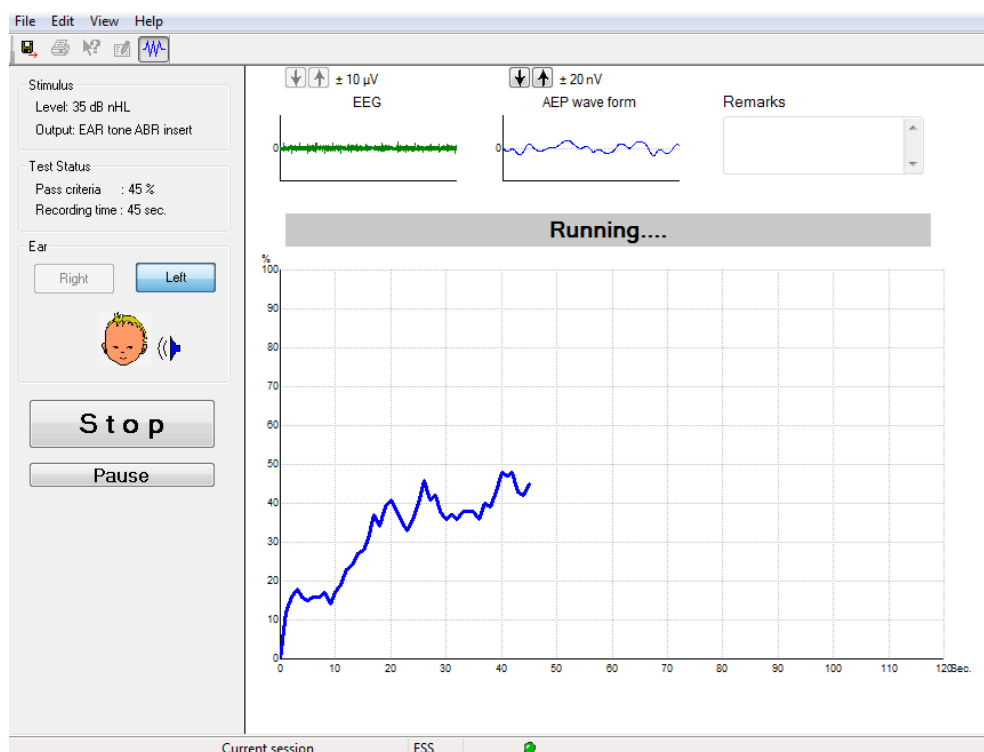 File Edit View Help
Stimulus
Level: 35 dB nHL
Output: EAR tone ABR insert
Test Status
Pass criteria : 45 %
Recording time : 45 sec.
Ear
Right Left
Stop
Pause
± 10 µV
EEG
0
± 20 nV
AEP wave form
0
Remarks
Running....
%
100
90
80
70
60
50
40
30
20
10
0
0 10 20 30 40 50 60 70 80 90 100 110 120 Sec.
Current session ESS